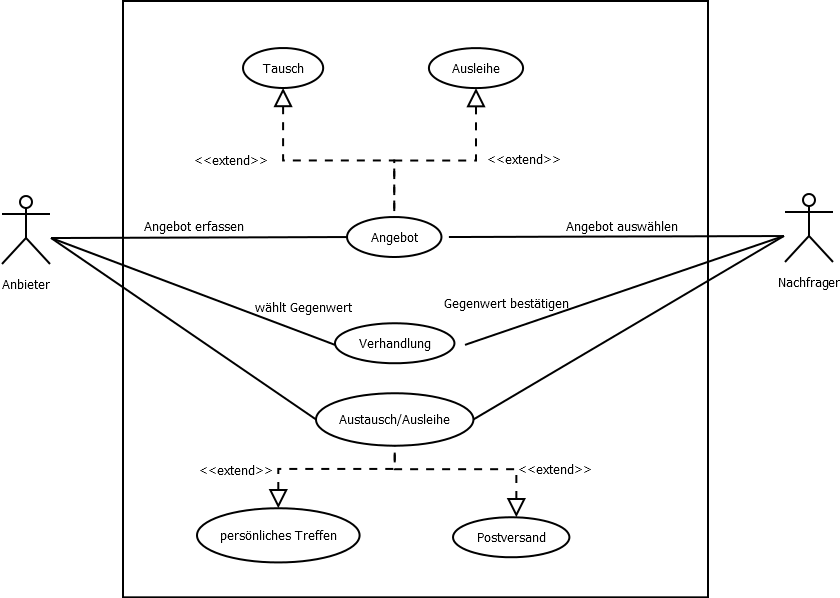 Tausch
Ausleihe
<<extend>>
<<extend>>
Angebot erfassen
Angebot auswählen
Angebot
Anbieter
Nachfrager
wählt Gegenwert
Gegenwert bestätigen
Verhandlung
Austausch/Ausleihe
<<extend>>
<<extend>>
persönliches Treffen
Postversand